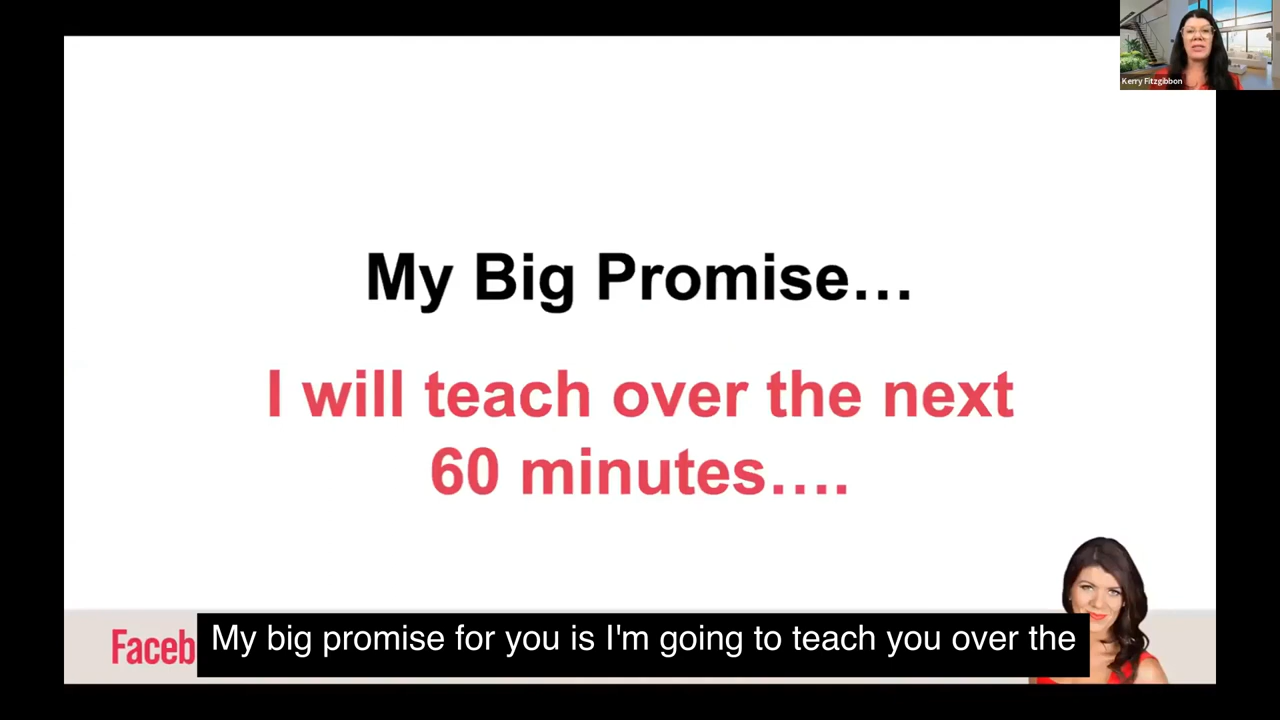 Kerry Fitzgibbon
My Big Promise…
I will teach over the next
60 minutes….
Faceb
My big promise for you is I'm going to teach you over the